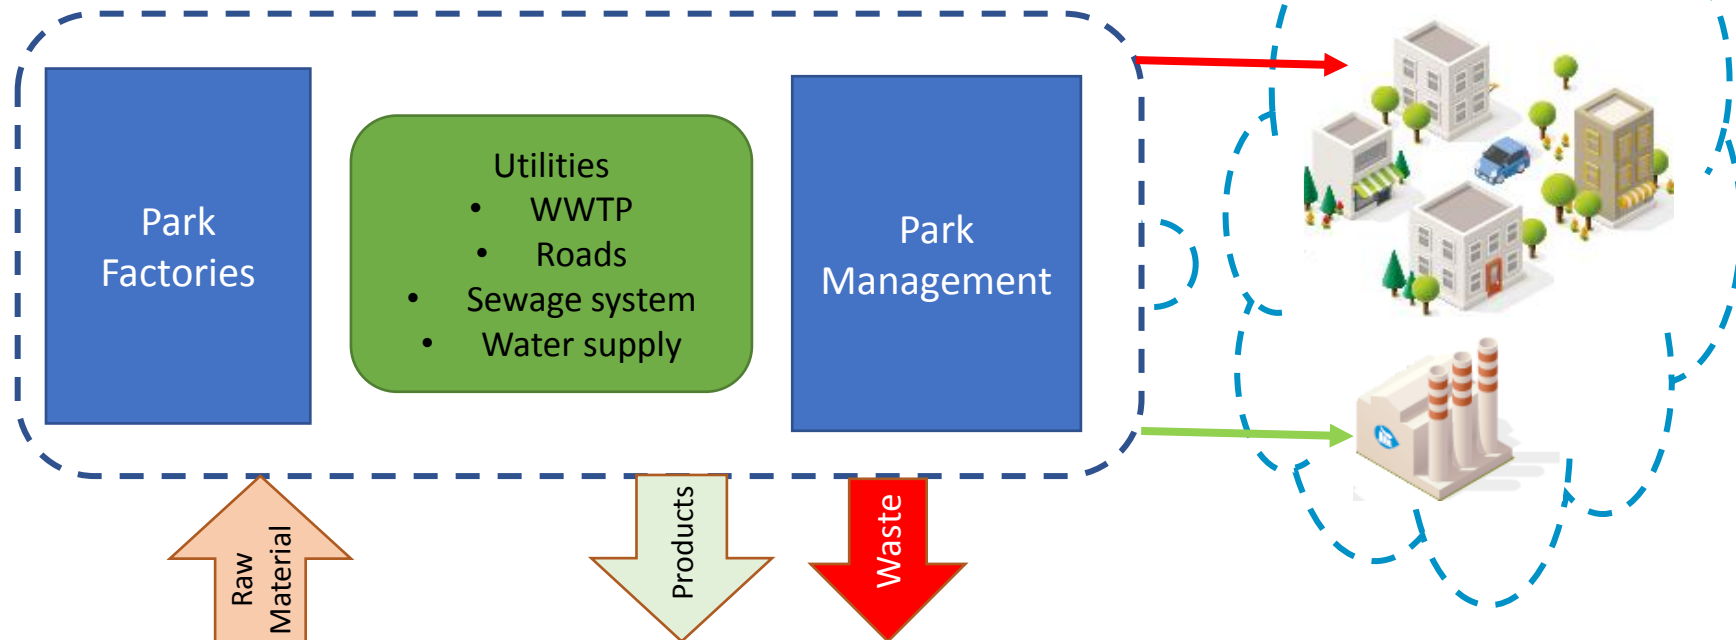 Park
Factories
Utilities
• WWTP
• Roads
• Sewage system
• Water supply
Park
Management
Raw
Material
Products
Waste